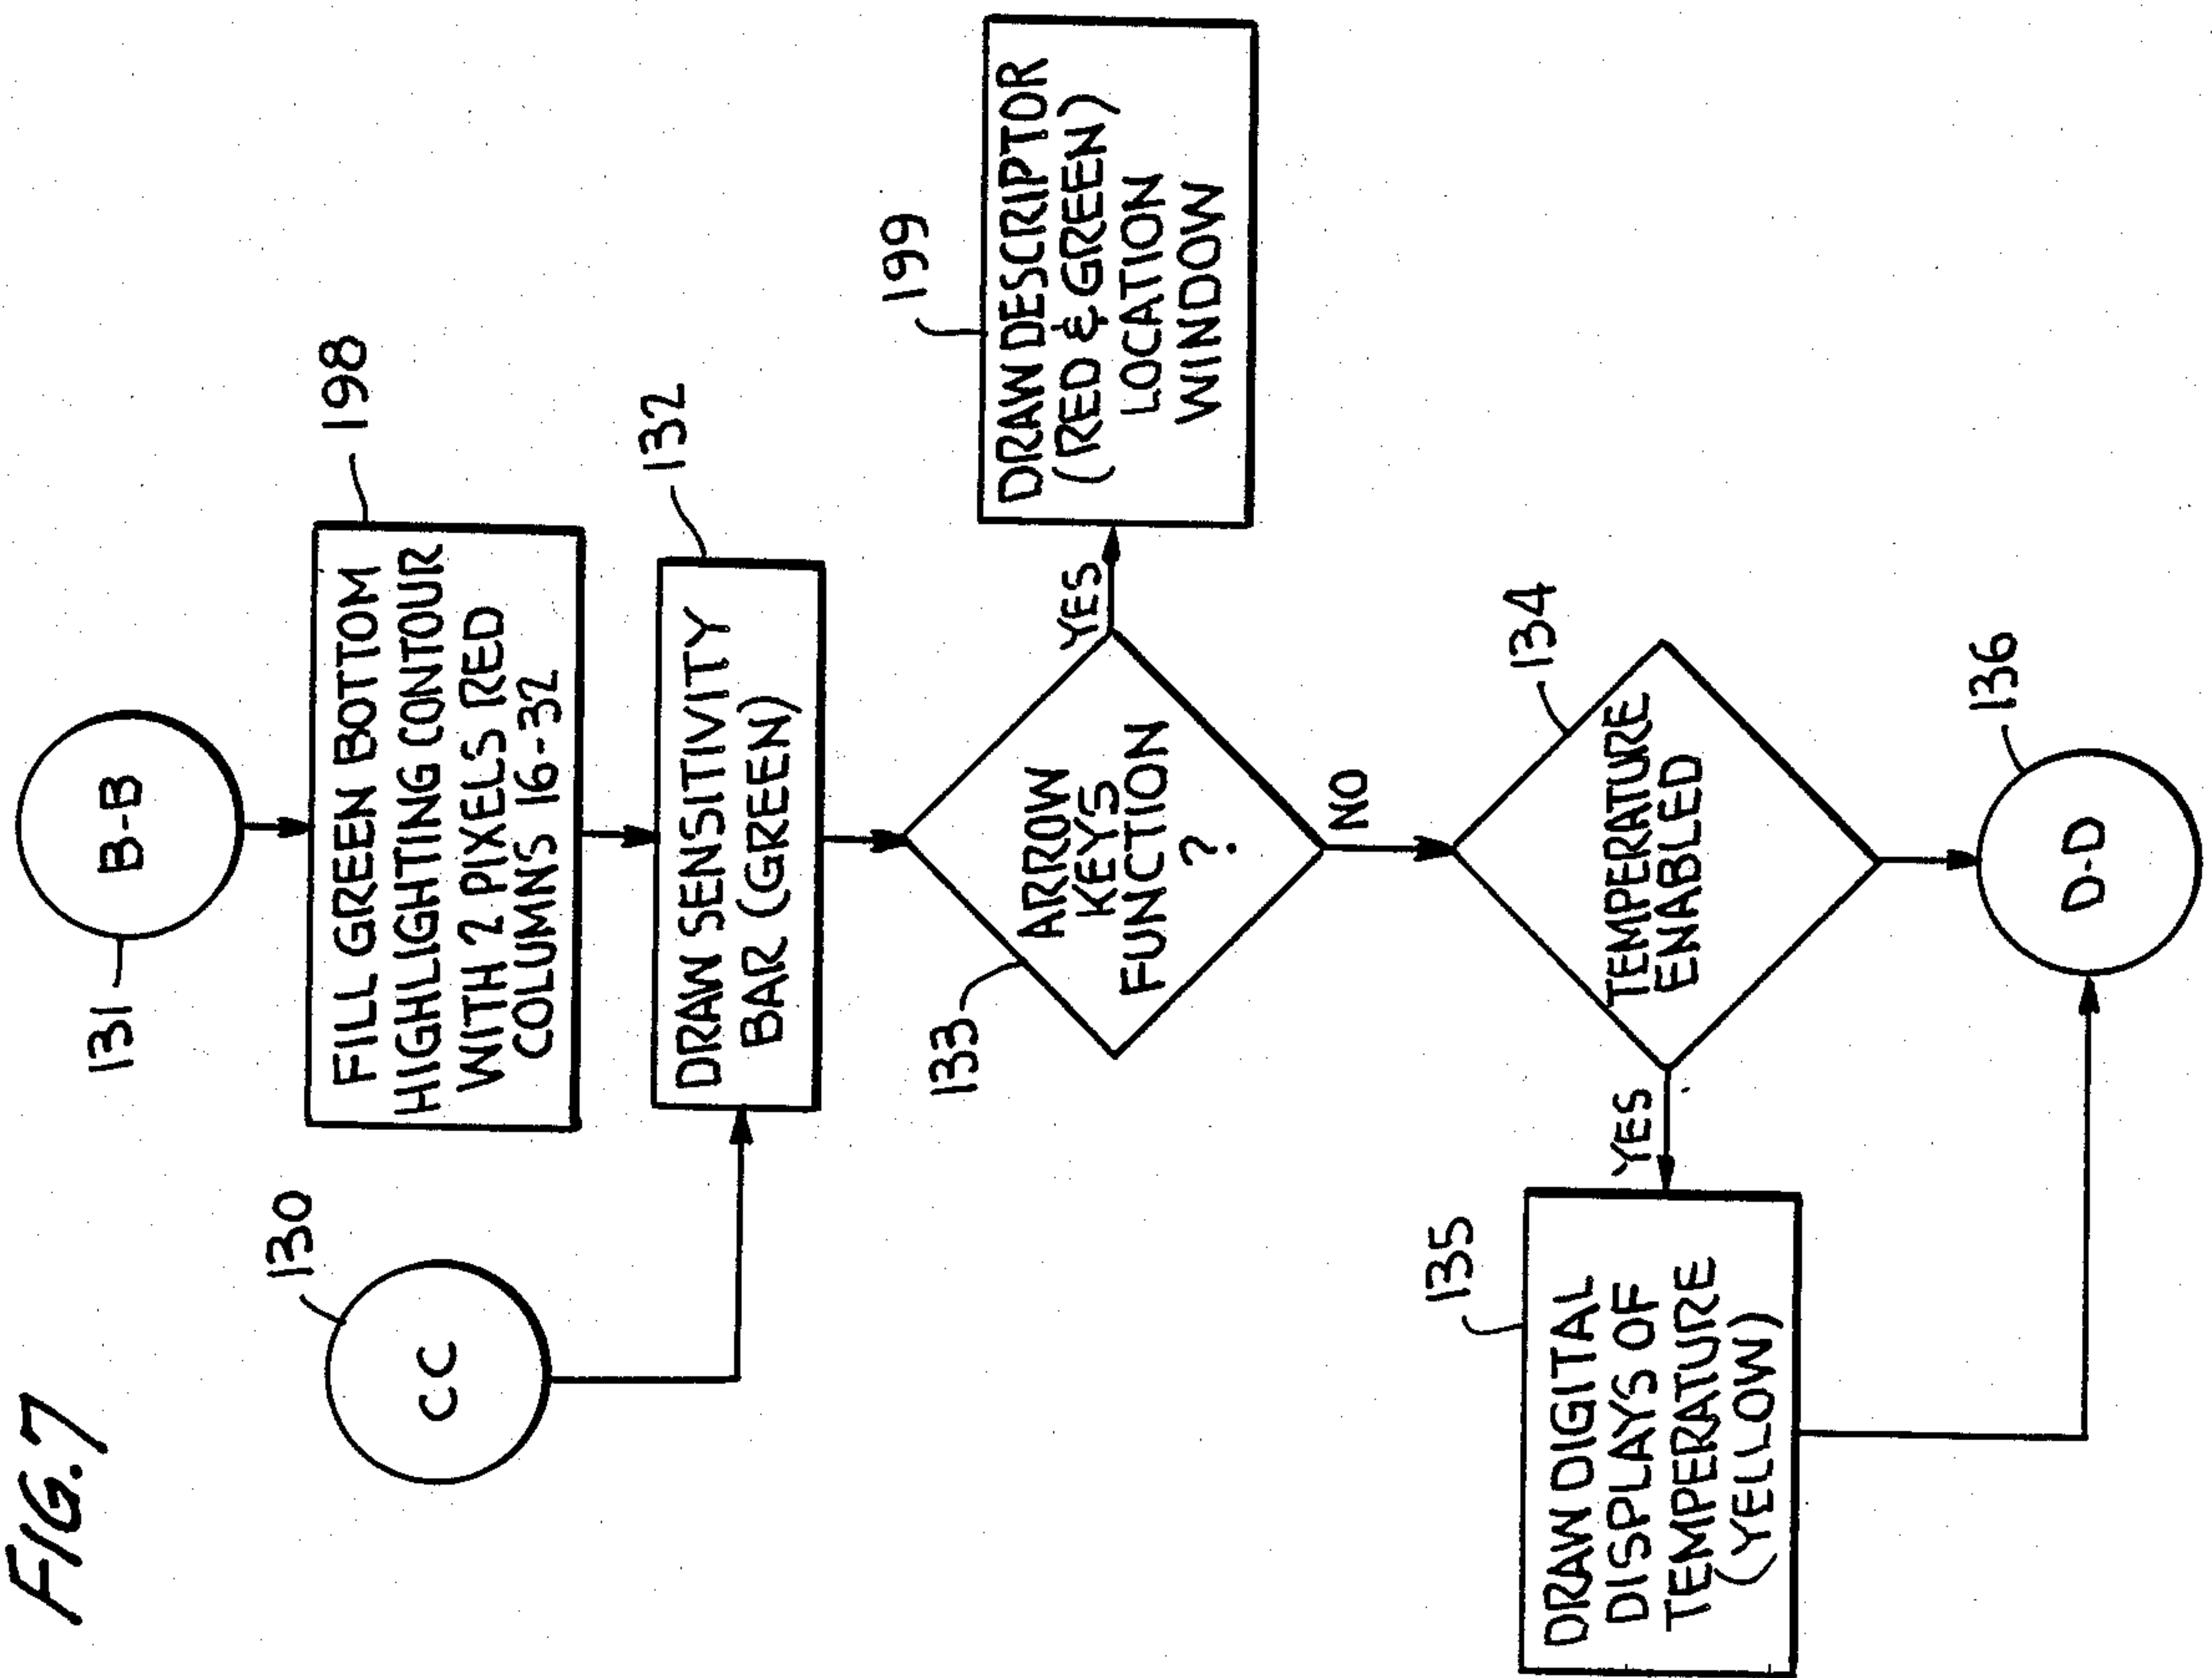 FIG. 7
B-B
131
FILL GREEN BOTTOM
HIGHLIGHTING CONTOUR
WITH 2 PIXELS RED
COLUMNS 16-32
198
CC
130
DRAW SENSITIVITY
BAR (GREEN)
132
ARROW
KEYS
FUNCTION
?
133
YES
DRAW DESCRIPTOR
(RED & GREEN)
LOCATION
WINDOW
199
NO
TEMPERATURE
ENABLED
134
YES
DRAW DIGITAL
DISPLAYS OF
TEMPERATURE
(YELLOW)
135
D-D
136